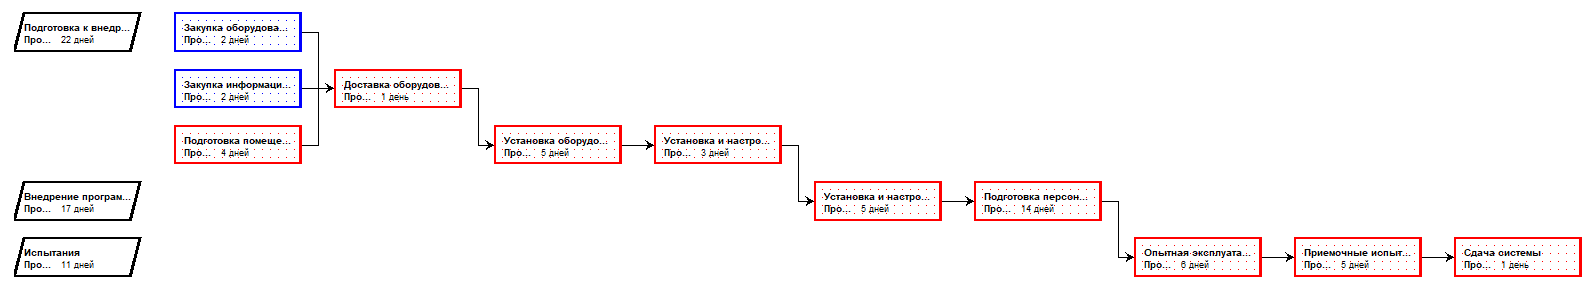 Подготовка к внедр...
Про... 22 дней
Закупка оборудова...
Про... 2 дней
Закупка информаци...
Про... 2 дней
Доставка оборудов...
Про... 1 день
Подготовка помеще...
Про... 4 дней
Установка оборудо...
Про... 5 дней
Установка и настро...
Про... 3 дней
Внедрение програм...
Про... 17 дней
Установка и настро...
Про... 5 дней
Подготовка персон...
Про... 14 дней
Испытания
Про... 11 дней
Опытная эксплуата...
Про... 6 дней
Приемочные испыт...
Про... 5 дней
Сдача системы
Про... 1 день